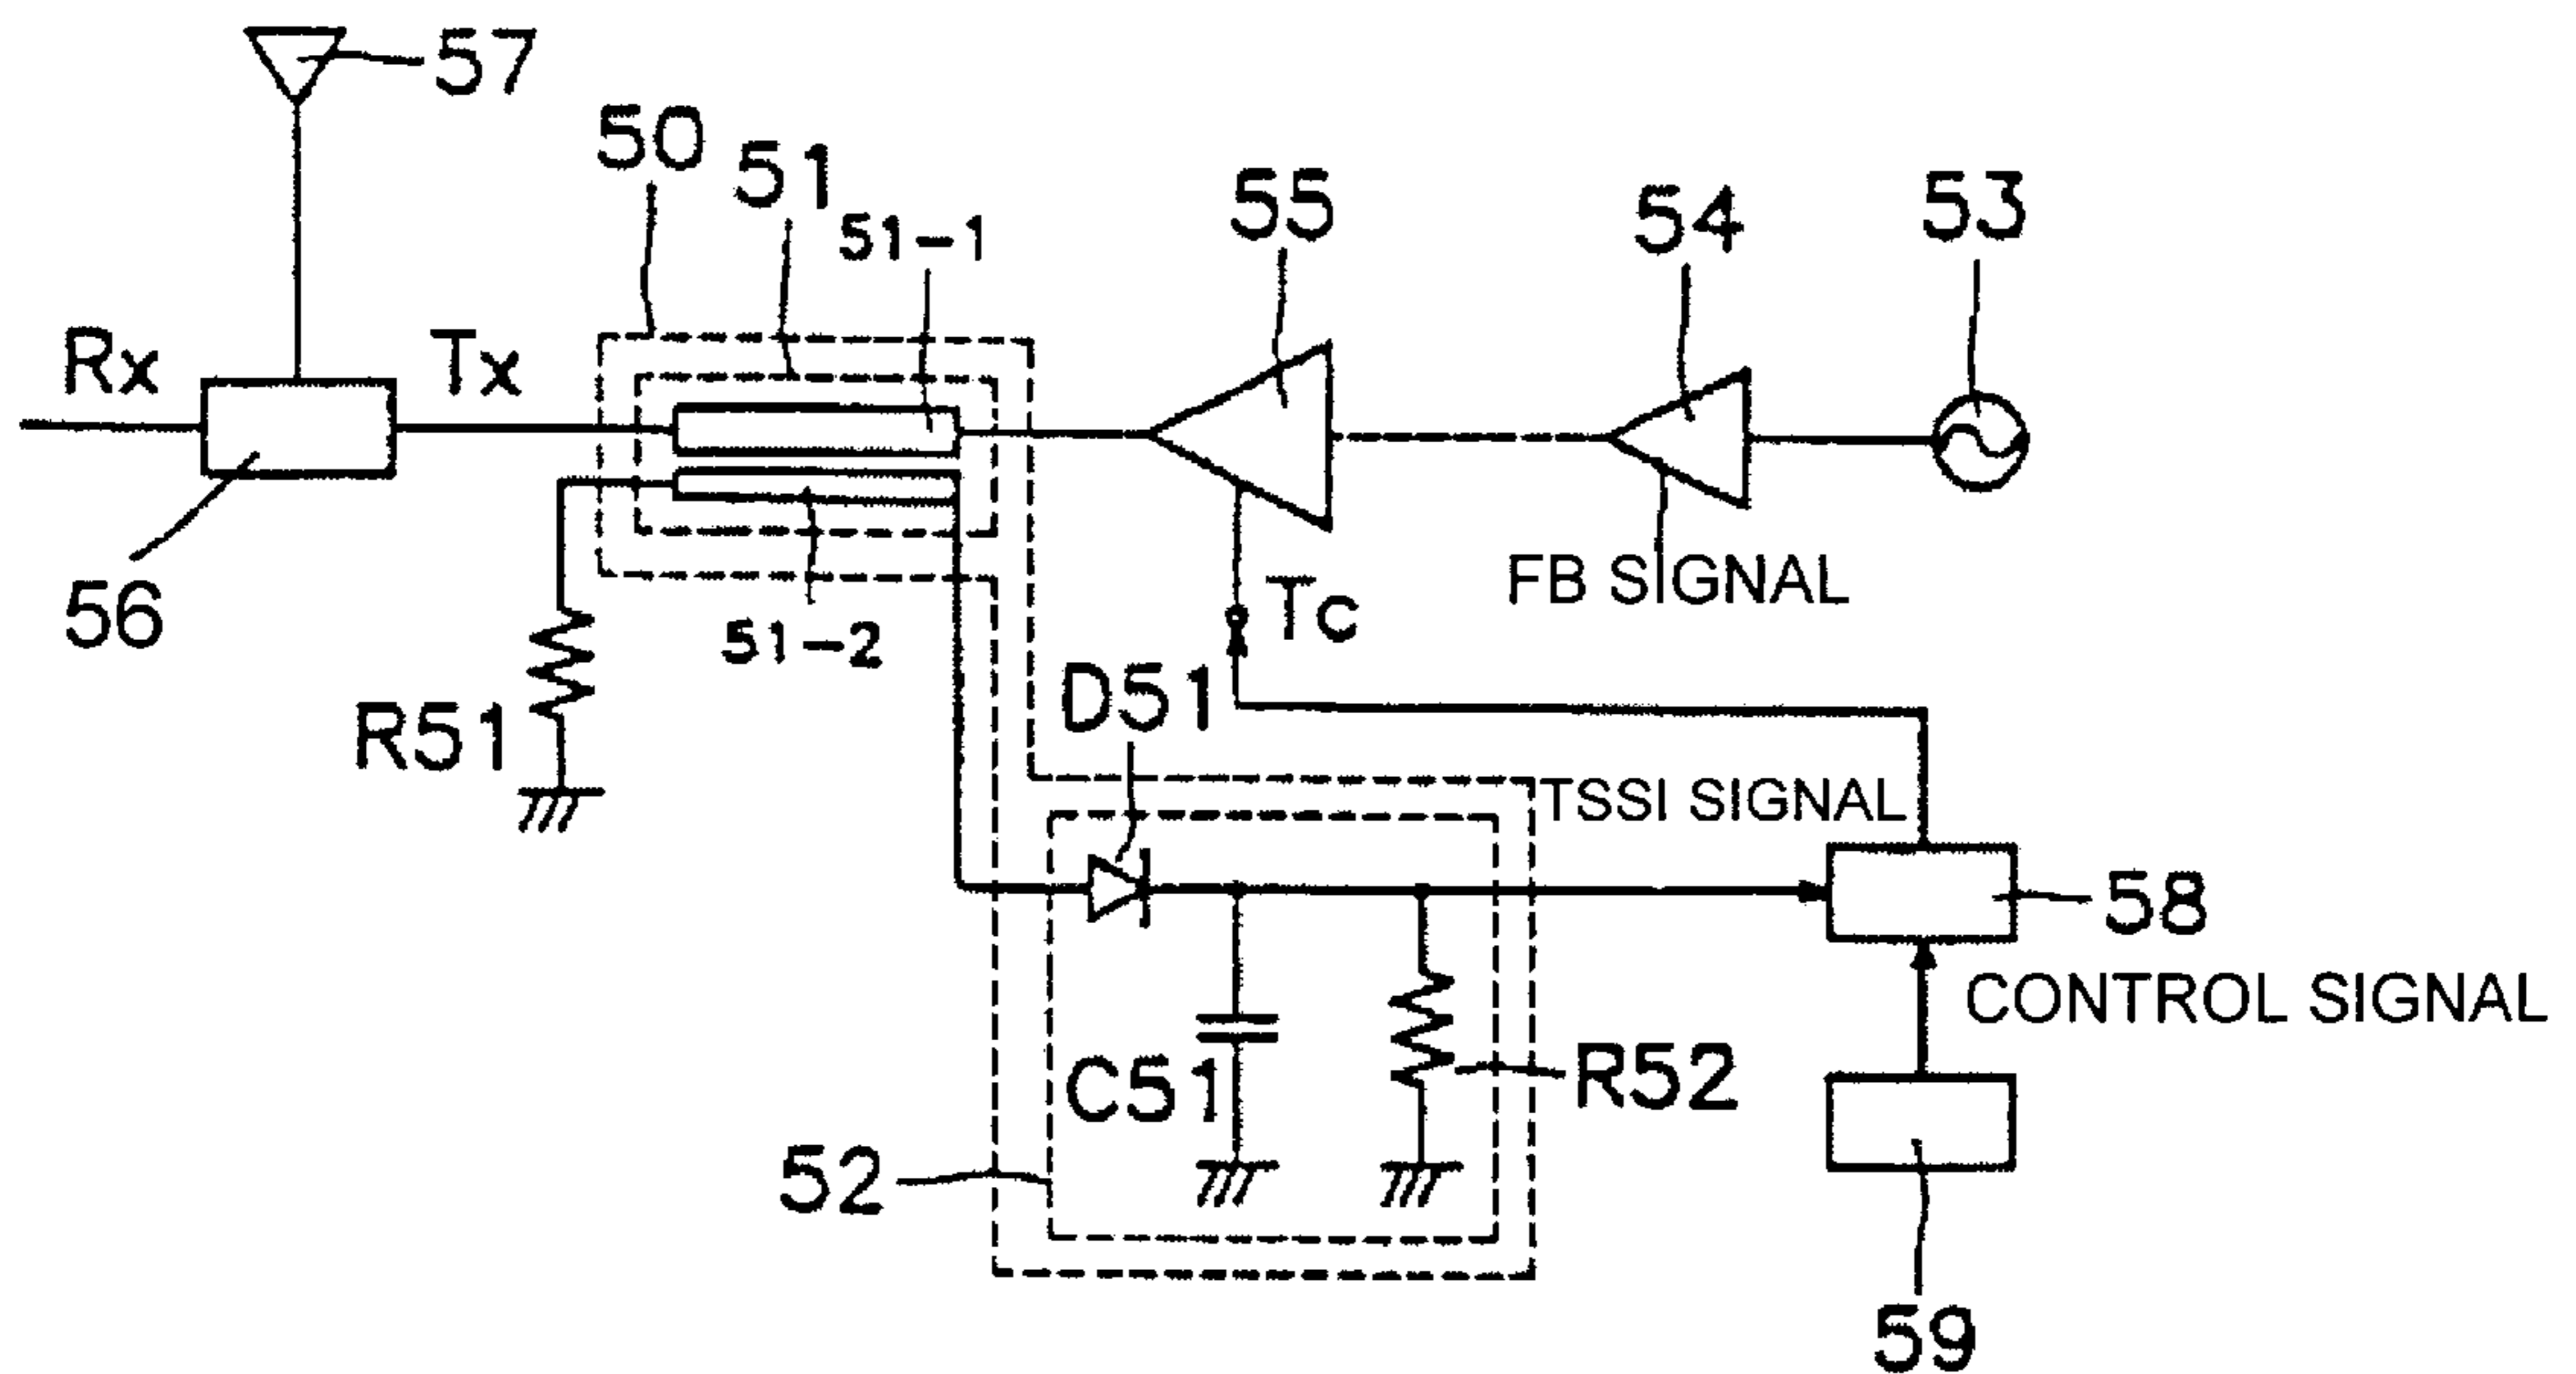 57
50
51
51-1
55
54
53
Rx
Tx
56
51-2
FB SIGNAL
Tc
R51
D51
TSSI SIGNAL
58
CONTROL SIGNAL
C51
R52
52
59